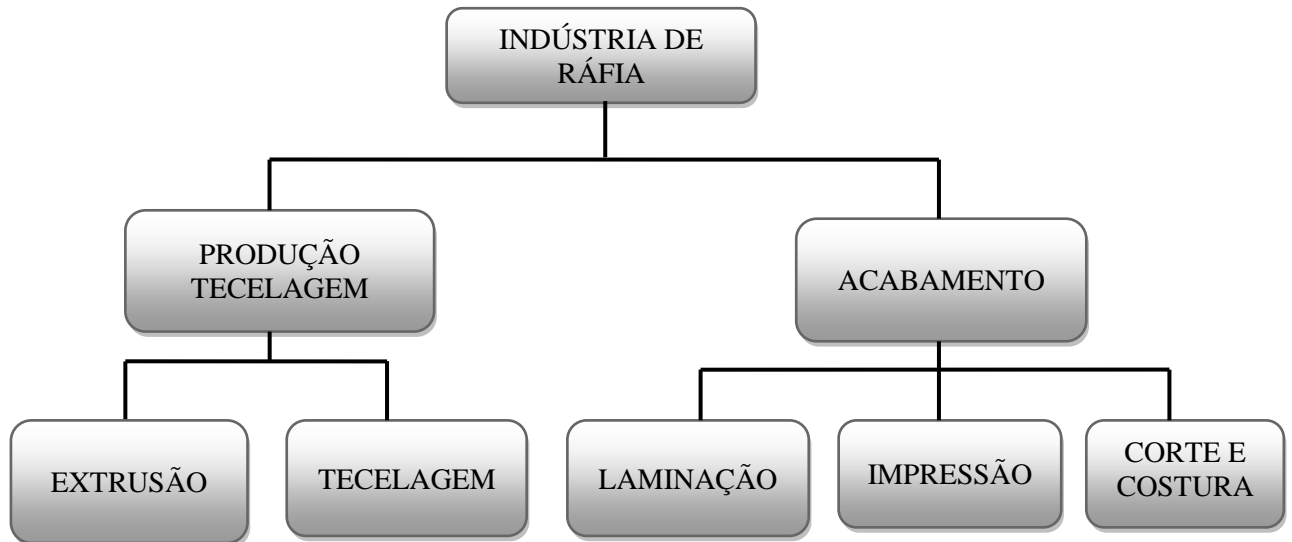 INDÚSTRIA DE
RÁFIA
PRODUÇÃO
TECELAGEM
ACABAMENTO
EXTRUSÃO
TECELAGEM
LAMINAÇÃO
IMPRESSÃO
CORTE E
COSTURA